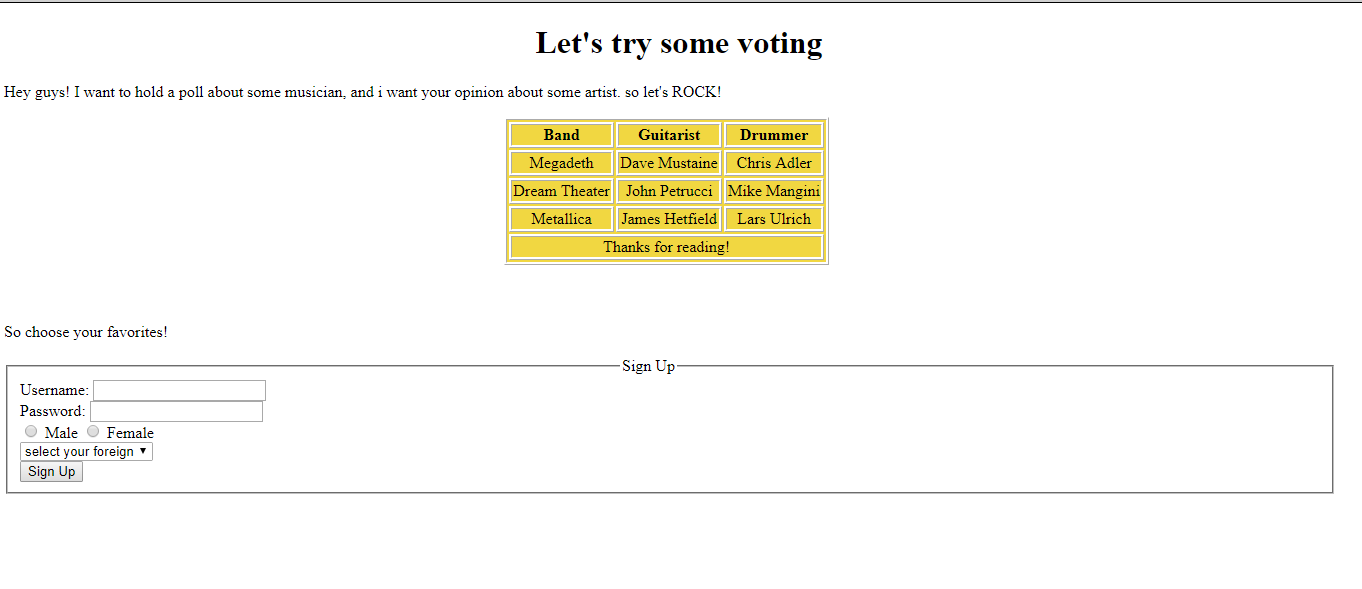 Let's try some voting
Hey guys! I want to hold a poll about some musician, and i want your opinion about some artist. so let's ROCK!
Band Guitarist Drummer
Megadeth Dave Mustaine Chris Adler
Dream Theater John Petrucci Mike Mangini
Metallica James Hetfield Lars Ulrich
Thanks for reading!
So choose your favorites!
Sign Up
Username:
Password:
Male Female
select your foreign
Sign Up